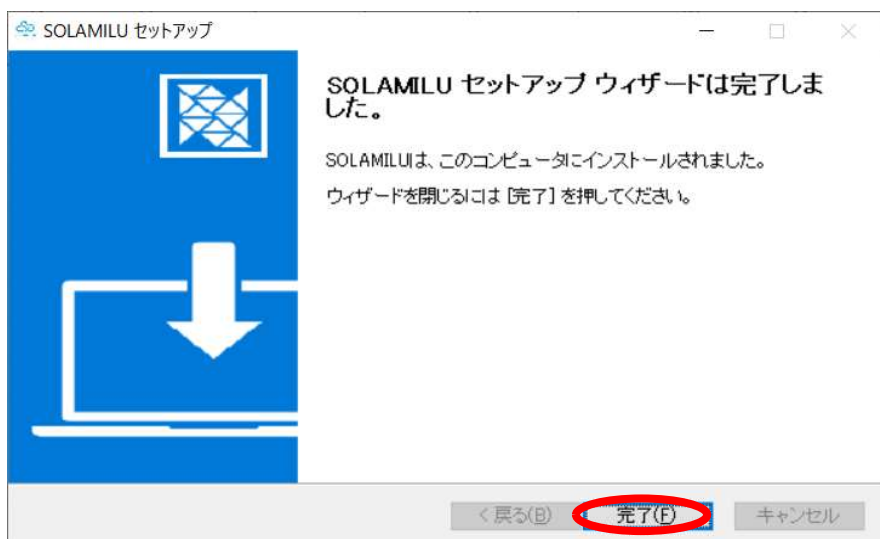 SOLAMILU セットアップ
SOLAMILU セットアップ ウィザードは完了しま
した。
SOLAMILUは、このコンピュータにインストールされました。
ウィザードを閉じるには [完了] を押してください。
< 戻る(B)
完了(F)
キャンセル